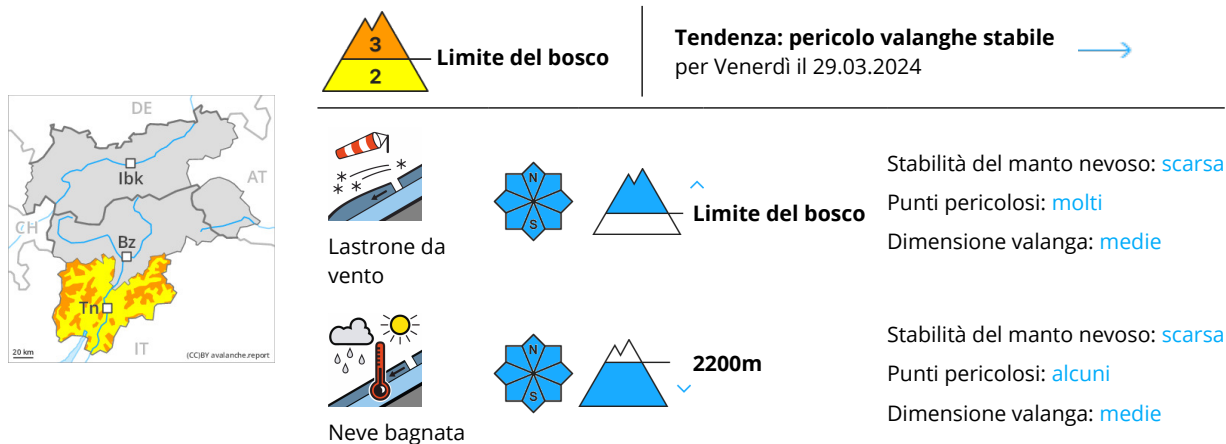 DE
AT
CH
IT
Ibk
Bz
Tn
20 km
(CC)BY avalanche.report
3
2
Limite del bosco
Tendenza: pericolo valanghe stabile
per Venerdì il 29.03.2024
Lastrone da
vento
N
S
Limite del bosco
Stabilità del manto nevoso: scarsa
Punti pericolosi: molti
Dimensione valanga: medie
Neve bagnata
N
S
2200m
Stabilità del manto nevoso: scarsa
Punti pericolosi: alcuni
Dimensione valanga: medie